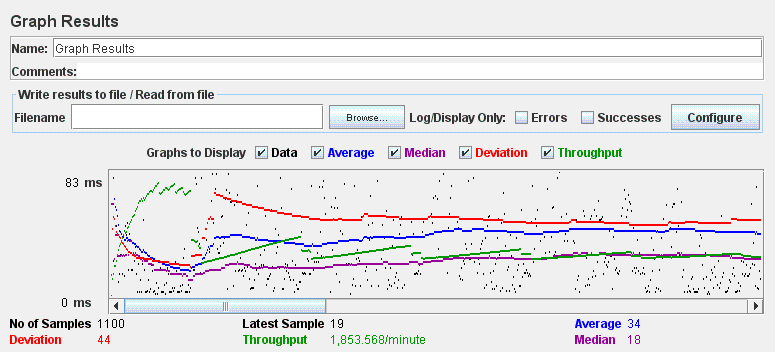 Graph Results
Name: Graph Results
Comments:
Write results to file / Read from file
Filename Browse... Log/Display Only: Errors Successes Configure
Graphs to Display Data Average Median Deviation Throughput
83 ms
0 ms
No of Samples 1100 Latest Sample 19 Average 34
Deviation 44 Throughput 1,853.568/minute Median 18